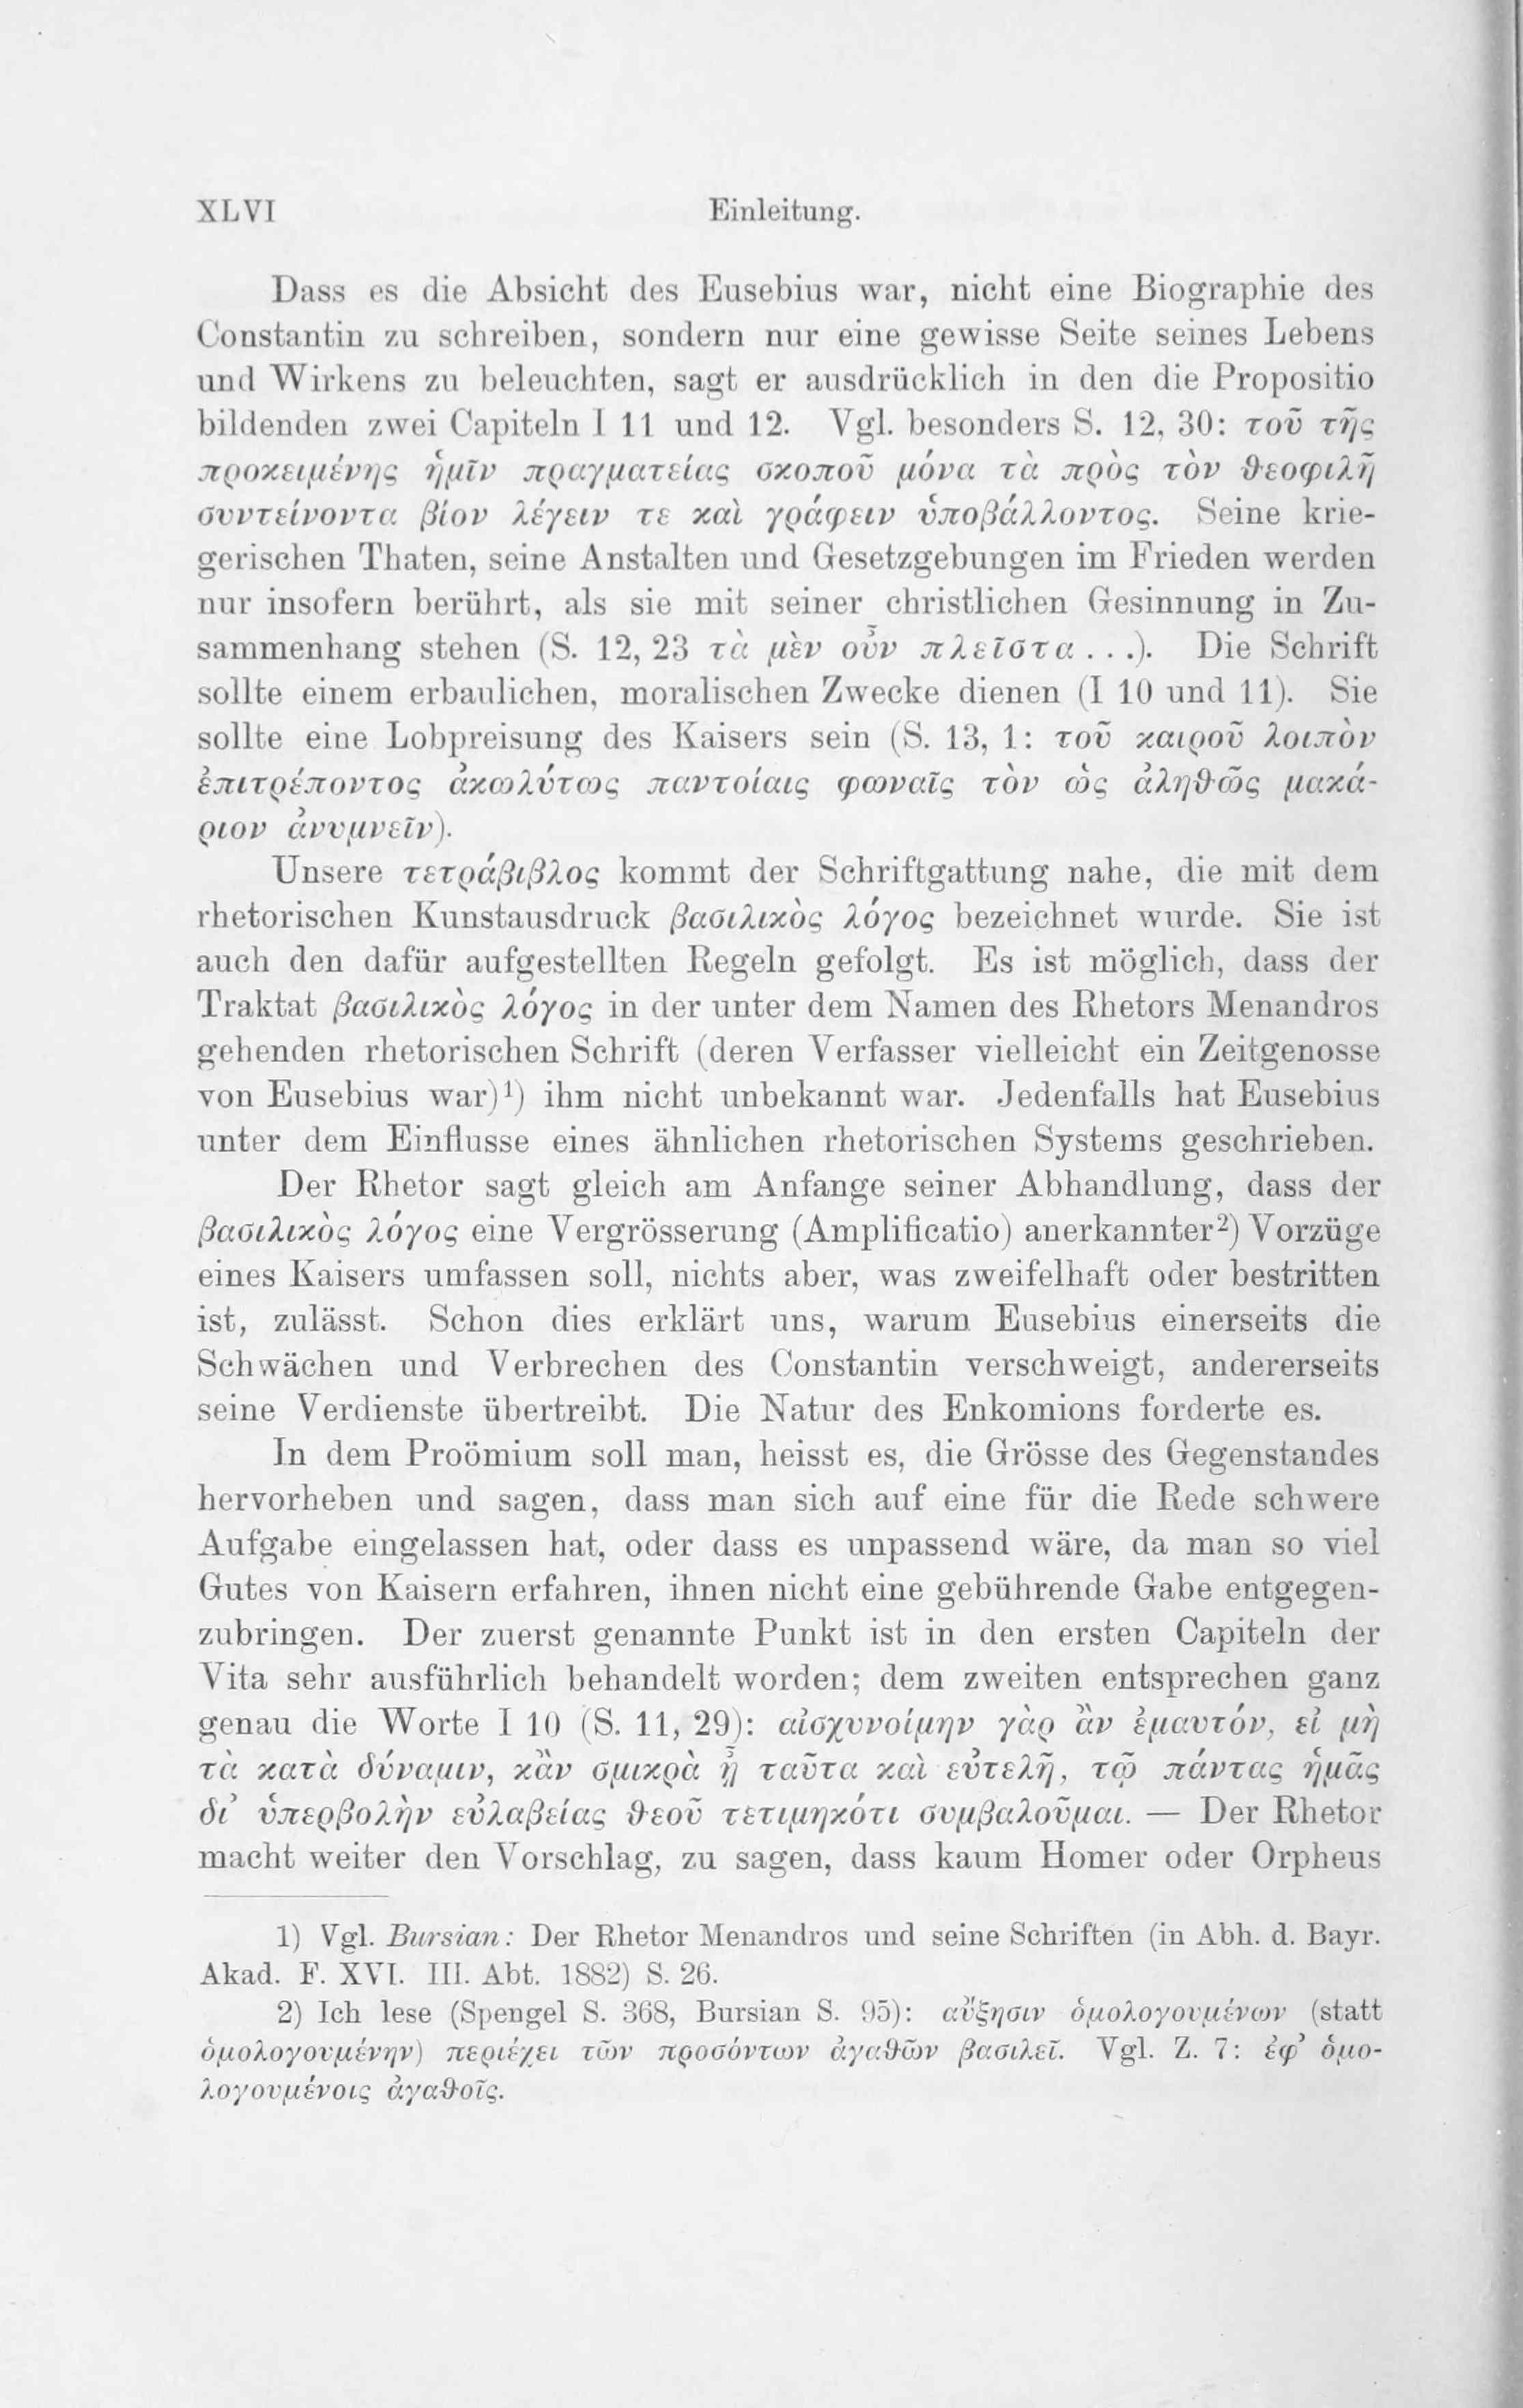 XLVI Einleitung.
Dass es die Absicht des Eusebius war, nicht eine Biographie des
Constantin zu schreiben, sondern nur eine gewisse Seite seines Lebens
und Wirkens zu beleuchten, sagt er ausdrücklich in den die Propositio
bildenden zwei Capiteln I 11 und 12. Vgl. besonders S. 12, 30: τοῦ τῆς
προκειμένης ἡμῖν πραγματείας σκοποῦ μόνα τὰ πρὸς τὸν θεοφιλῆ
συντείνοντα βίον λέγειν τε καὶ γράφειν ὑποβάλλοντος. Seine krie-
gerischen Thaten, seine Anstalten und Gesetzgebungen im Frieden werden
nur insofern berührt, als sie mit seiner christlichen Gesinnung in Zu-
sammenhang stehen (S. 12, 23 τὰ μὲν οὖν πλεῖστα . . .). Die Schrift
sollte einem erbaulichen, moralischen Zwecke dienen (I 10 und 11). Sie
sollte eine Lobpreisung des Kaisers sein (S. 13, 1: τοῦ καιροῦ λοιπὸν
ἐπιτρέποντος ἀκωλύτως παντοίαις φωναῖς τὸν ὡς ἀληθῶς μακά-
ριον ἀνυμνεῖν).
Unsere τετράβιβλος kommt der Schriftgattung nahe, die mit dem
rhetorischen Kunstausdruck βασιλικὸς λόγος bezeichnet wurde. Sie ist
auch den dafür aufgestellten Regeln gefolgt. Es ist möglich, dass der
Traktat βασιλικὸς λόγος in der unter dem Namen des Rhetors Menandros
gehenden rhetorischen Schrift (deren Verfasser vielleicht ein Zeitgenosse
von Eusebius war)¹) ihm nicht unbekannt war. Jedenfalls hat Eusebius
unter dem Einflusse eines ähnlichen rhetorischen Systems geschrieben.
Der Rhetor sagt gleich am Anfange seiner Abhandlung, dass der
βασιλικὸς λόγος eine Vergrösserung (Amplificatio) anerkannter²) Vorzüge
eines Kaisers umfassen soll, nichts aber, was zweifelhaft oder bestritten
ist, zulässt. Schon dies erklärt uns, warum Eusebius einerseits die
Schwächen und Verbrechen des Constantin verschweigt, andererseits
seine Verdienste übertreibt. Die Natur des Enkomions forderte es.
In dem Proömium soll man, heisst es, die Grösse des Gegenstandes
hervorheben und sagen, dass man sich auf eine für die Rede schwere
Aufgabe eingelassen hat, oder dass es unpassend wäre, da man so viel
Gutes von Kaisern erfahren, ihnen nicht eine gebührende Gabe entgegen-
zubringen. Der zuerst genannte Punkt ist in den ersten Capiteln der
Vita sehr ausführlich behandelt worden; dem zweiten entsprechen ganz
genau die Worte I 10 (S. 11, 29): αἰσχυνοίμην γὰρ ἂν ἐμαυτόν, εἰ μὴ
τὰ κατὰ δύναμιν, κἂν σμικρὰ ᾖ ταῦτα καὶ εὐτελῆ, τῷ πάντας ἡμᾶς
δι’ ὑπερβολὴν εὐλαβείας θεοῦ τετιμηκότι συμβαλοῦμαι. — Der Rhetor
macht weiter den Vorschlag, zu sagen, dass kaum Homer oder Orpheus
1) Vgl. Bursian: Der Rhetor Menandros und seine Schriften (in Abh. d. Bayr.
Akad. F. XVI. III. Abt. 1882) S. 26.
2) Ich lese (Spengel S. 368, Bursian S. 95): αὔξησιν ὁμολογουμένων (statt
ὁμολογουμένην) περιέχει τῶν προσόντων ἀγαθῶν βασιλεῖ. Vgl. Z. 7: ἐφ’ ὁμο-
λογουμένοις ἀγαθοῖς.